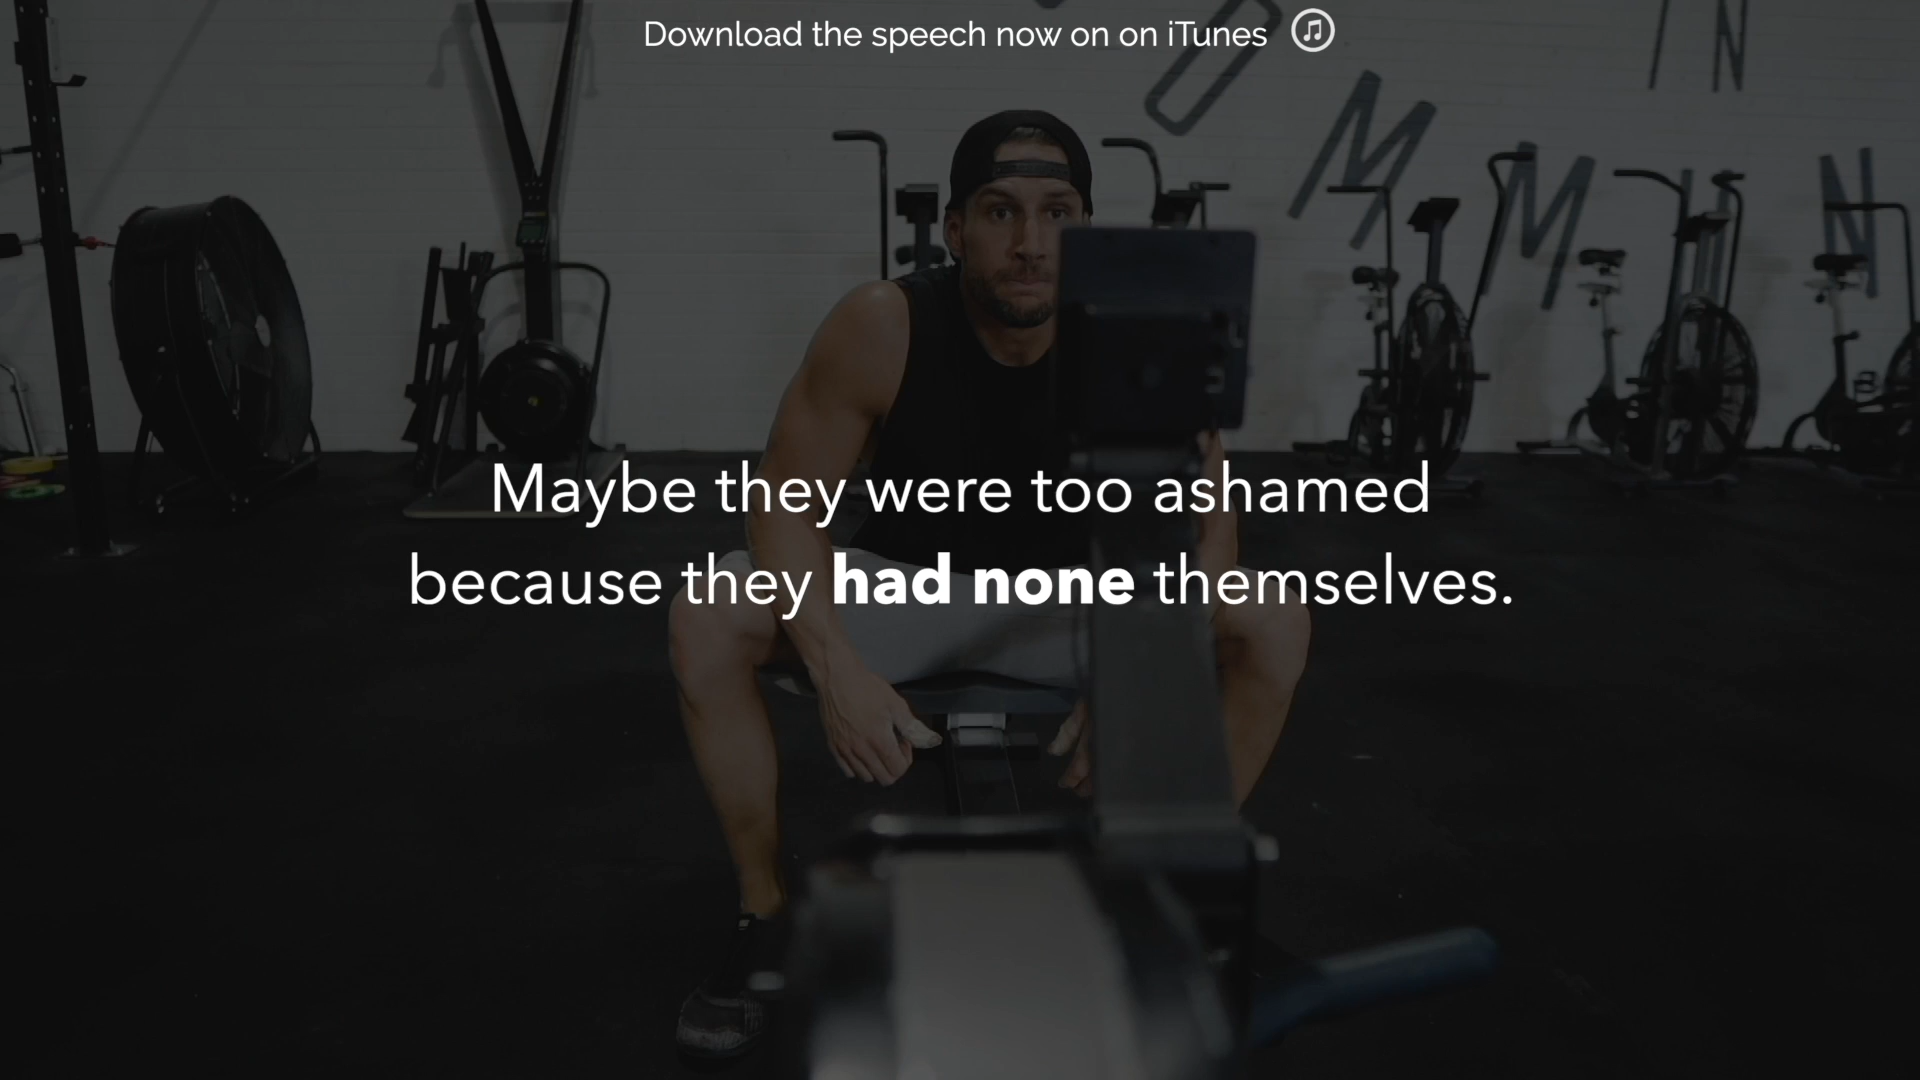 Download the speech now on on iTunes
Maybe they were too ashamed
because they had none themselves.